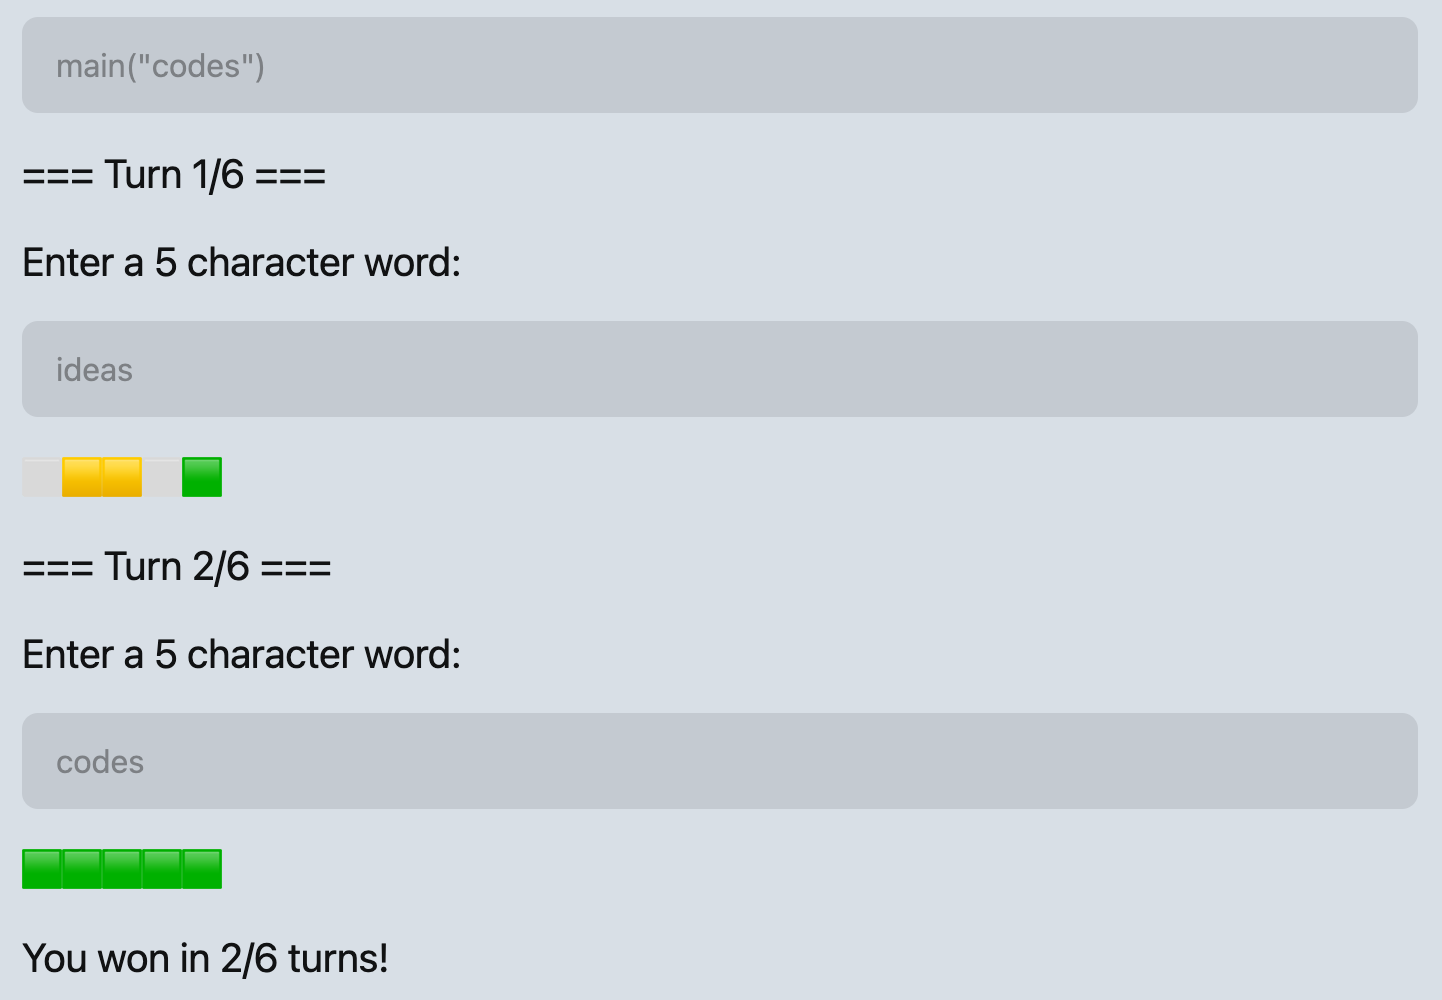 main("codes")
=== Turn 1/6 ===
Enter a 5 character word:
ideas
=== Turn 2/6 ===
Enter a 5 character word:
codes
You won in 2/6 turns!